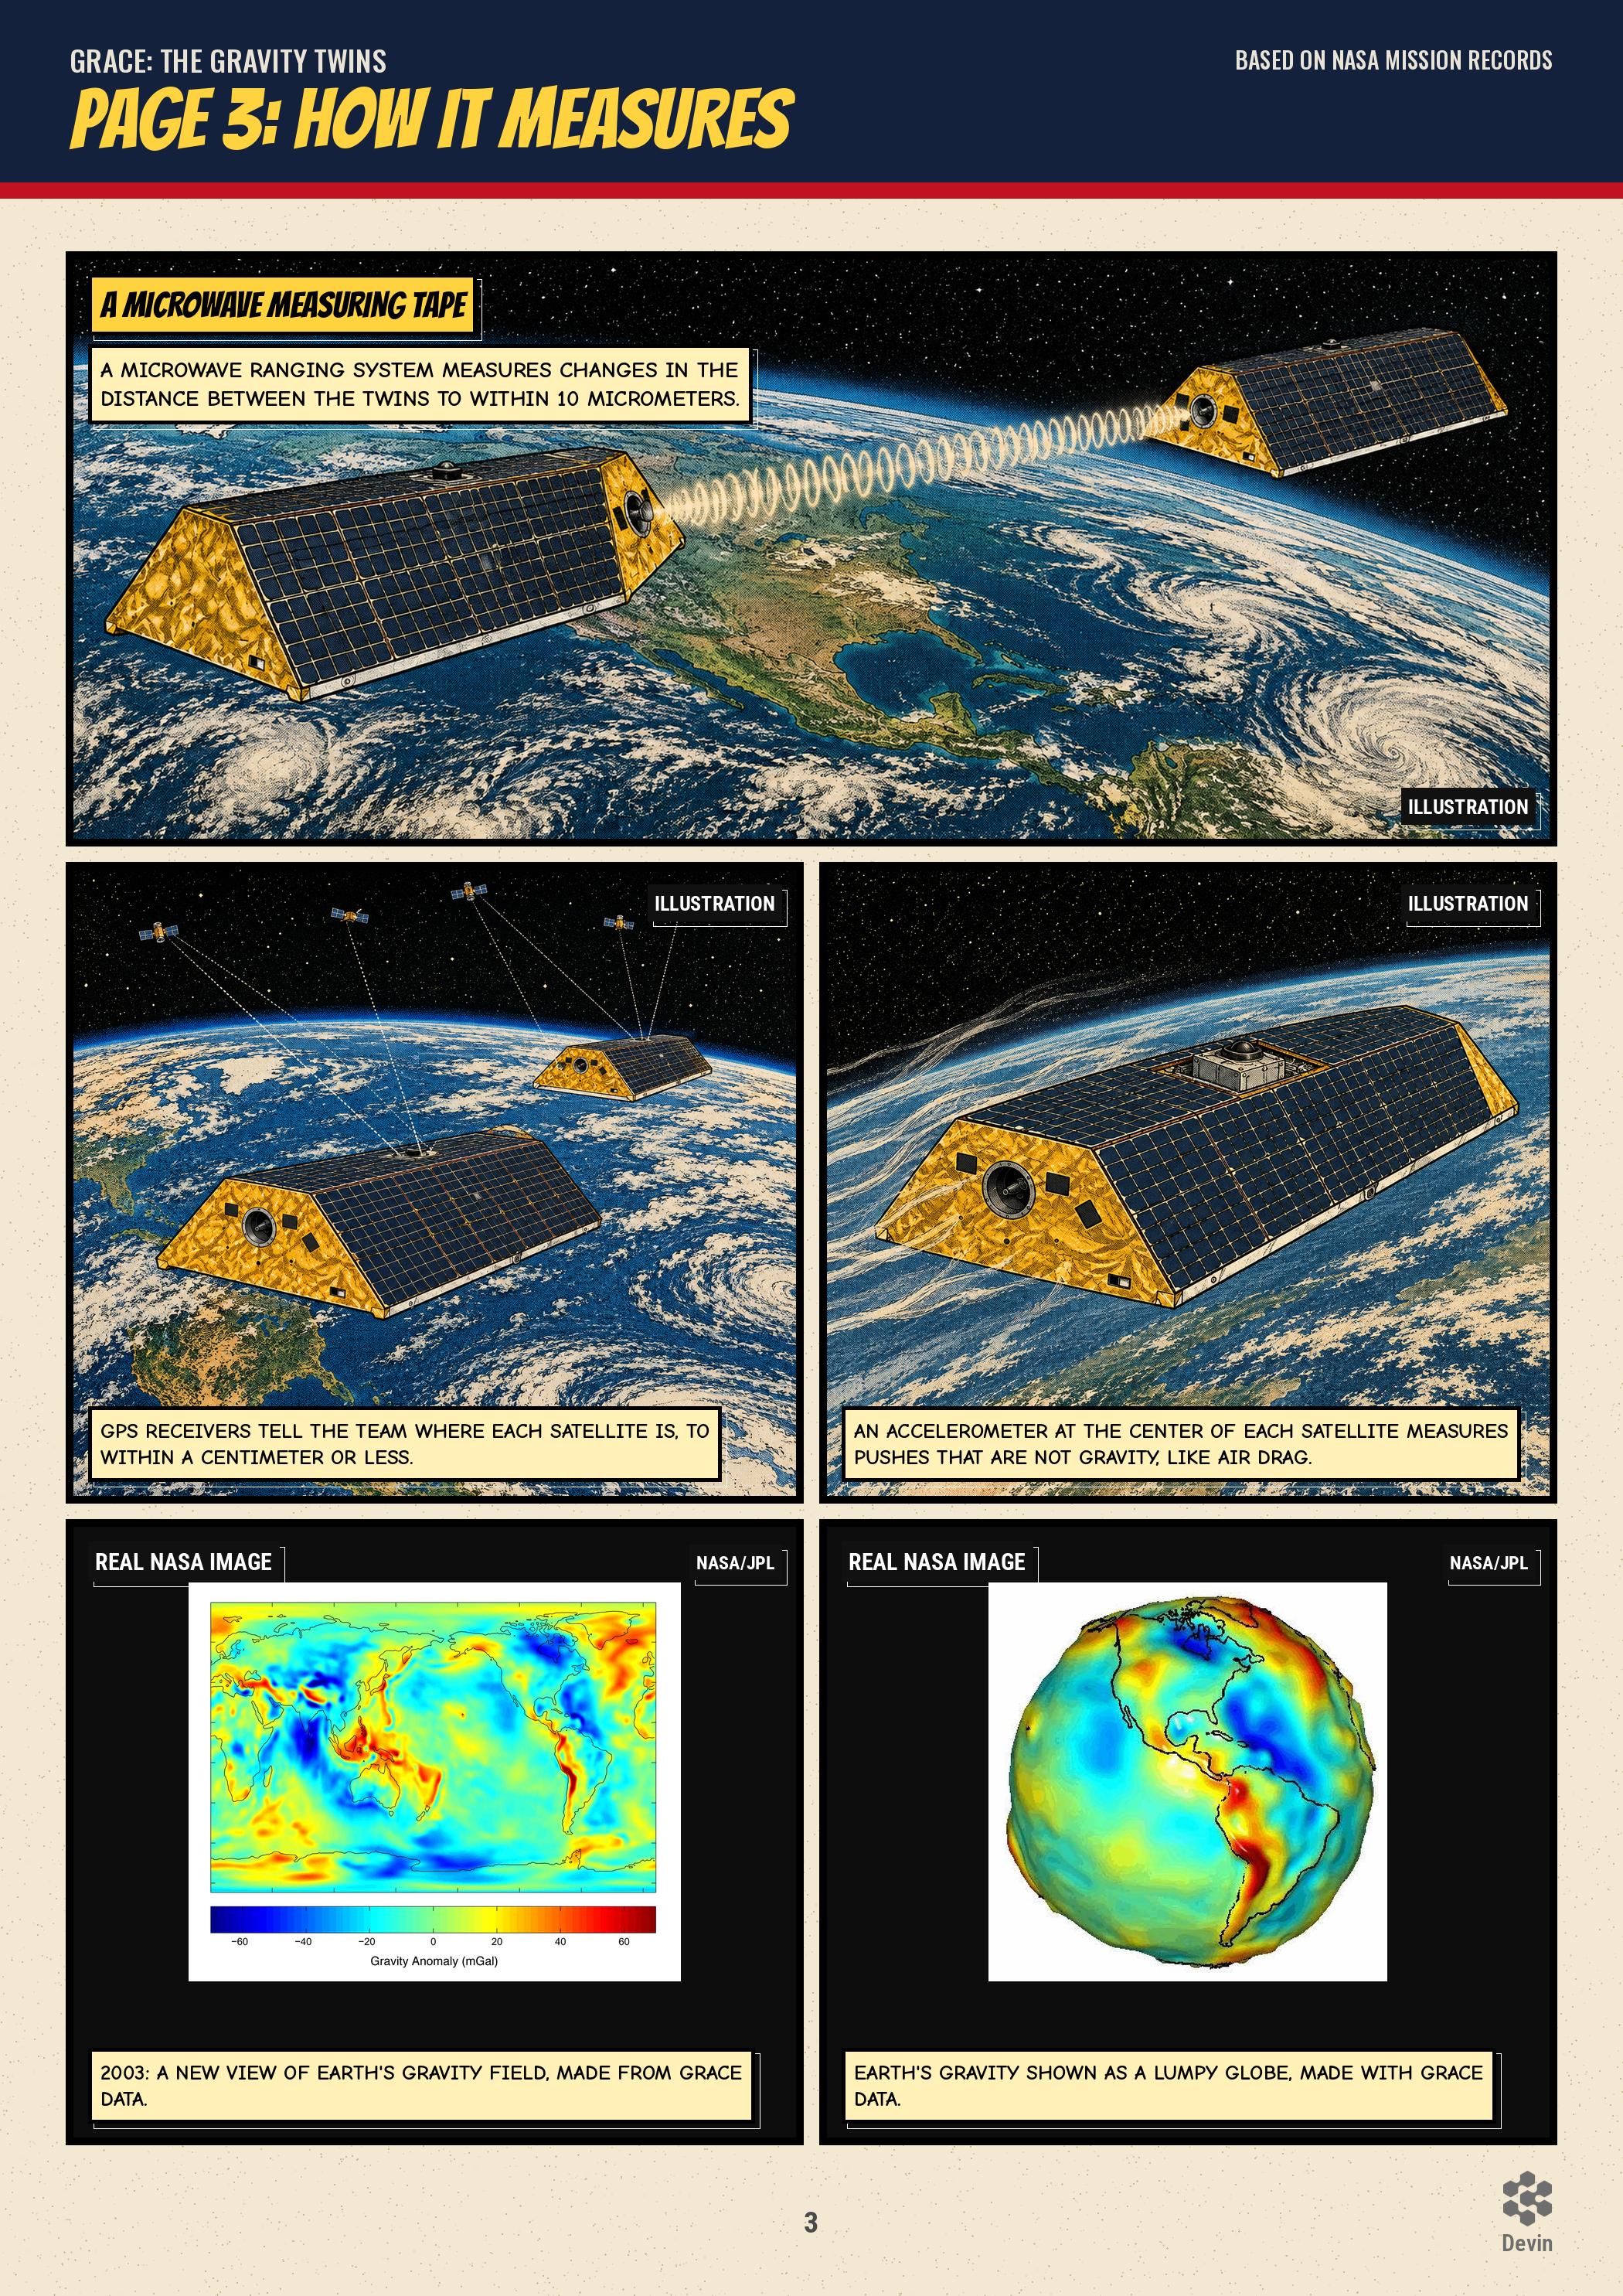 GRACE: THE GRAVITY TWINS
BASED ON NASA MISSION RECORDS
PAGE 3: HOW IT MEASURES
A MICROWAVE MEASURING TAPE
A MICROWAVE RANGING SYSTEM MEASURES CHANGES IN THE
DISTANCE BETWEEN THE TWINS TO WITHIN 10 MICROMETERS.
ILLUSTRATION
ILLUSTRATION
GPS RECEIVERS TELL THE TEAM WHERE EACH SATELLITE IS, TO
WITHIN A CENTIMETER OR LESS.
ILLUSTRATION
AN ACCELEROMETER AT THE CENTER OF EACH SATELLITE MEASURES
PUSHES THAT ARE NOT GRAVITY, LIKE AIR DRAG.
REAL NASA IMAGE
NASA/JPL
−60 −40 −20 0 20 40 60
Gravity Anomaly (mGal)
2003: A NEW VIEW OF EARTH'S GRAVITY FIELD, MADE FROM GRACE
DATA.
REAL NASA IMAGE
NASA/JPL
EARTH'S GRAVITY SHOWN AS A LUMPY GLOBE, MADE WITH GRACE
DATA.
3
Devin